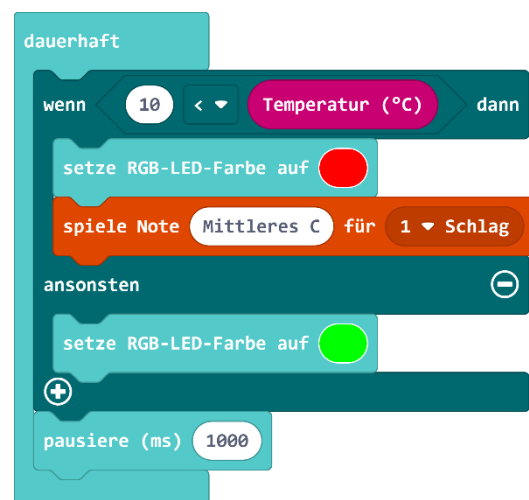 dauerhaft
wenn 10 < Temperatur (°C) dann
setze RGB-LED-Farbe auf
spiele Note Mittleres C für 1 Schlag
ansonsten
setze RGB-LED-Farbe auf
pausiere (ms) 1000